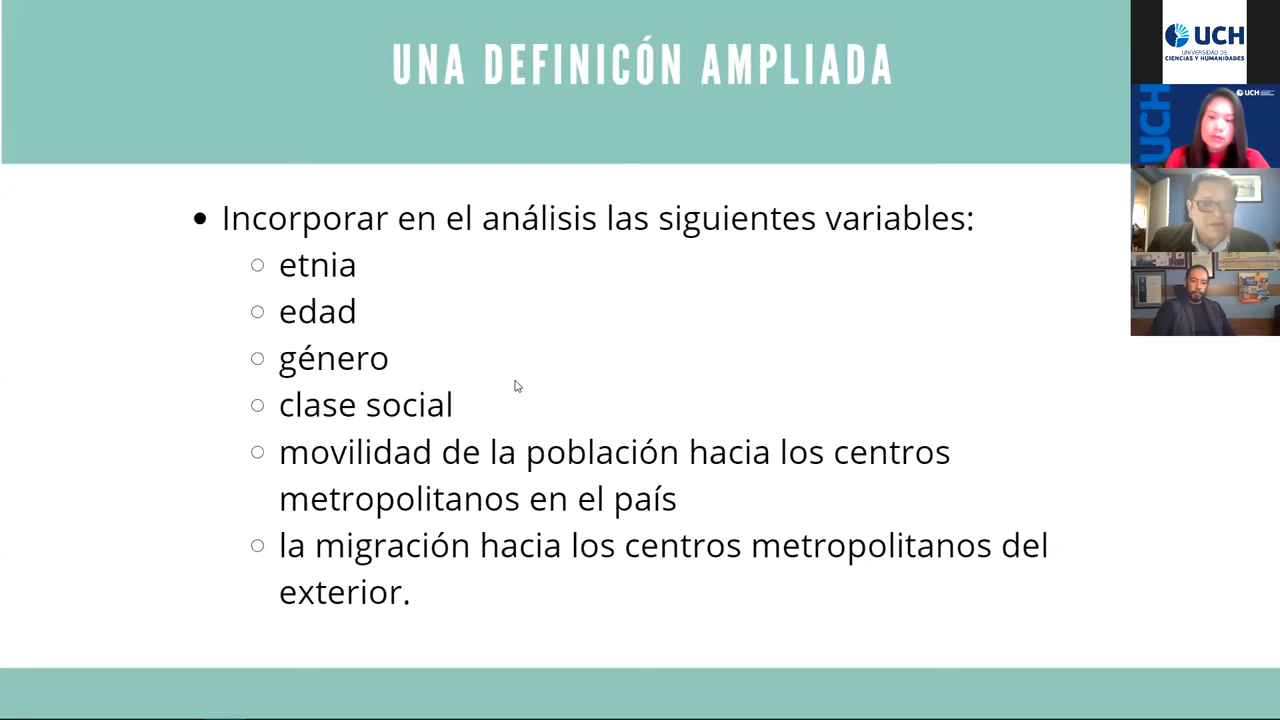 UNA DEFINICÓN AMPLIADA
Incorporar en el análisis las siguientes variables:
etnia
edad
género
clase social
movilidad de la población hacia los centros
metropolitanos en el país
la migración hacia los centros metropolitanos del
exterior.
UCH
UNIVERSIDAD DE
CIENCIAS Y HUMANIDADES
UCH
UCH